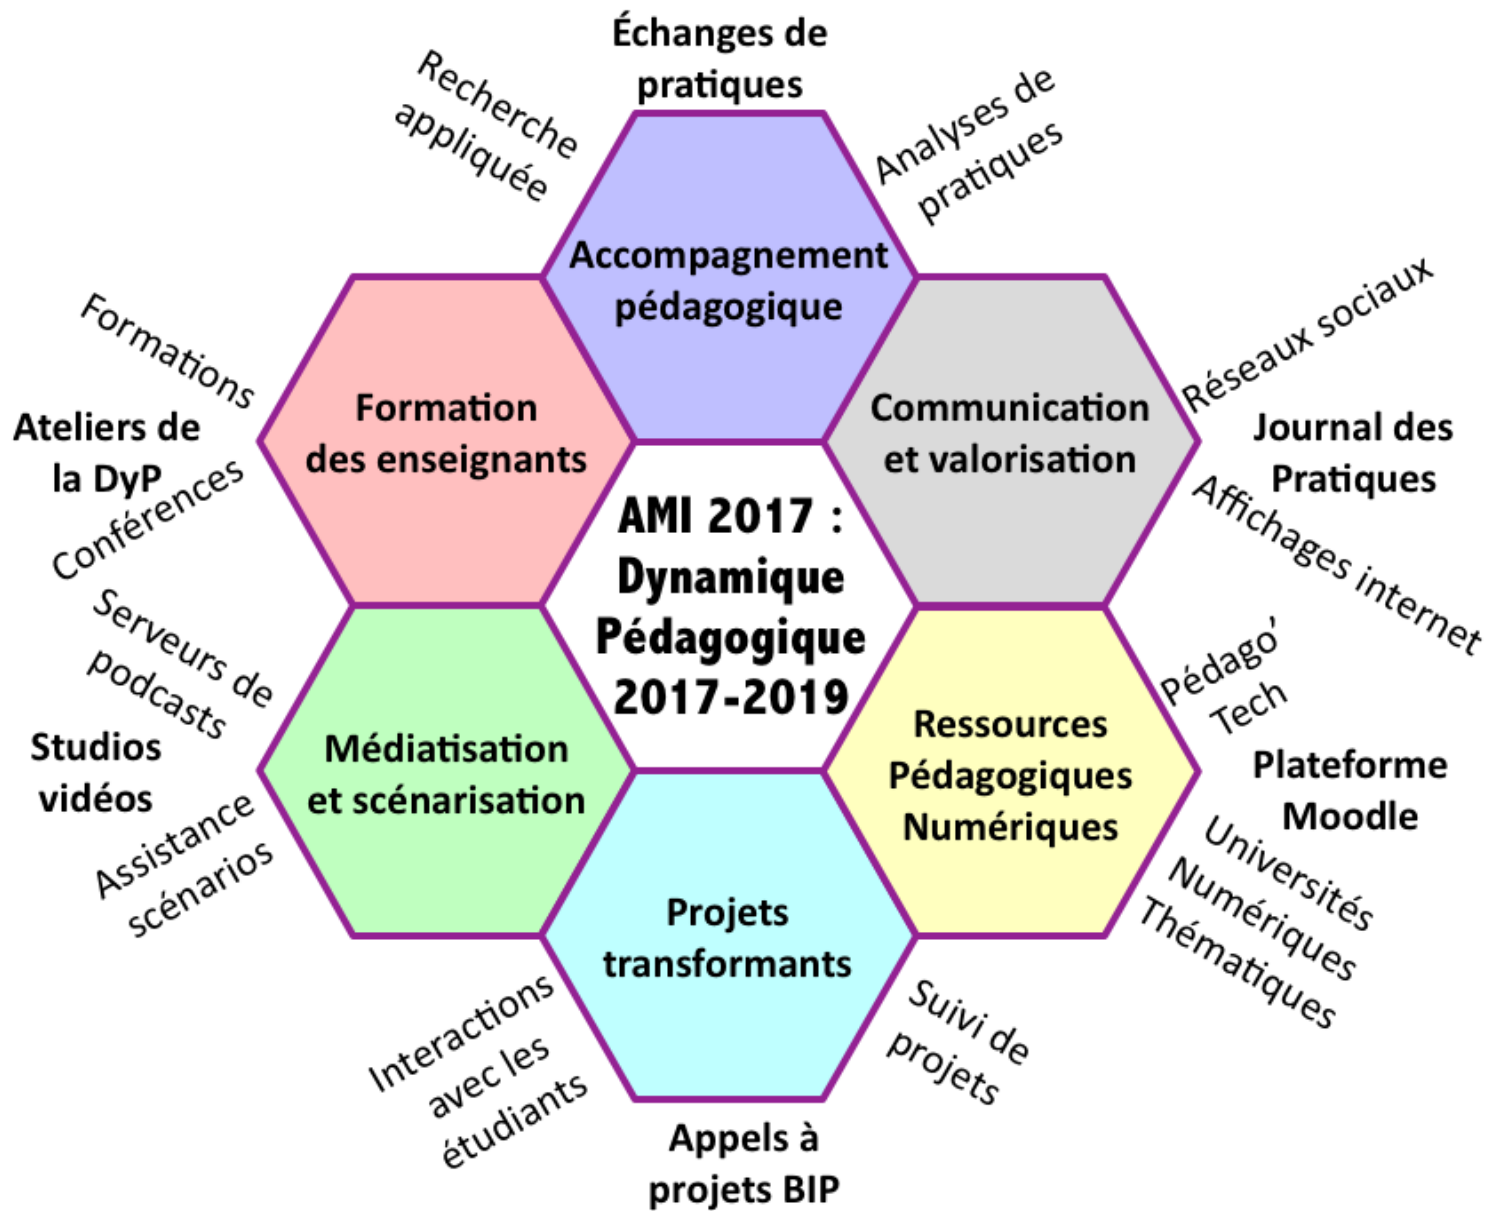 Échanges de
pratiques
Recherche
appliquée
Analyses de
pratiques
Accompagnement
pédagogique
Formations
Ateliers de
la DyP
Conférences
Formation
des enseignants
Communication
et valorisation
Réseaux sociaux
Journal des
Pratiques
Affichages internet
AMI 2017 :
Dynamique
Pédagogique
2017-2019
Serveurs de
podcasts
Studios
vidéos
Assistance
scénarios
Médiatisation
et scénarisation
Ressources
Pédagogiques
Numériques
Pédago’
Tech
Plateforme
Moodle
Universités
Numériques
Thématiques
Projets
transformants
Interactions
avec les
étudiants
Suivi de
projets
Appels à
projets BIP